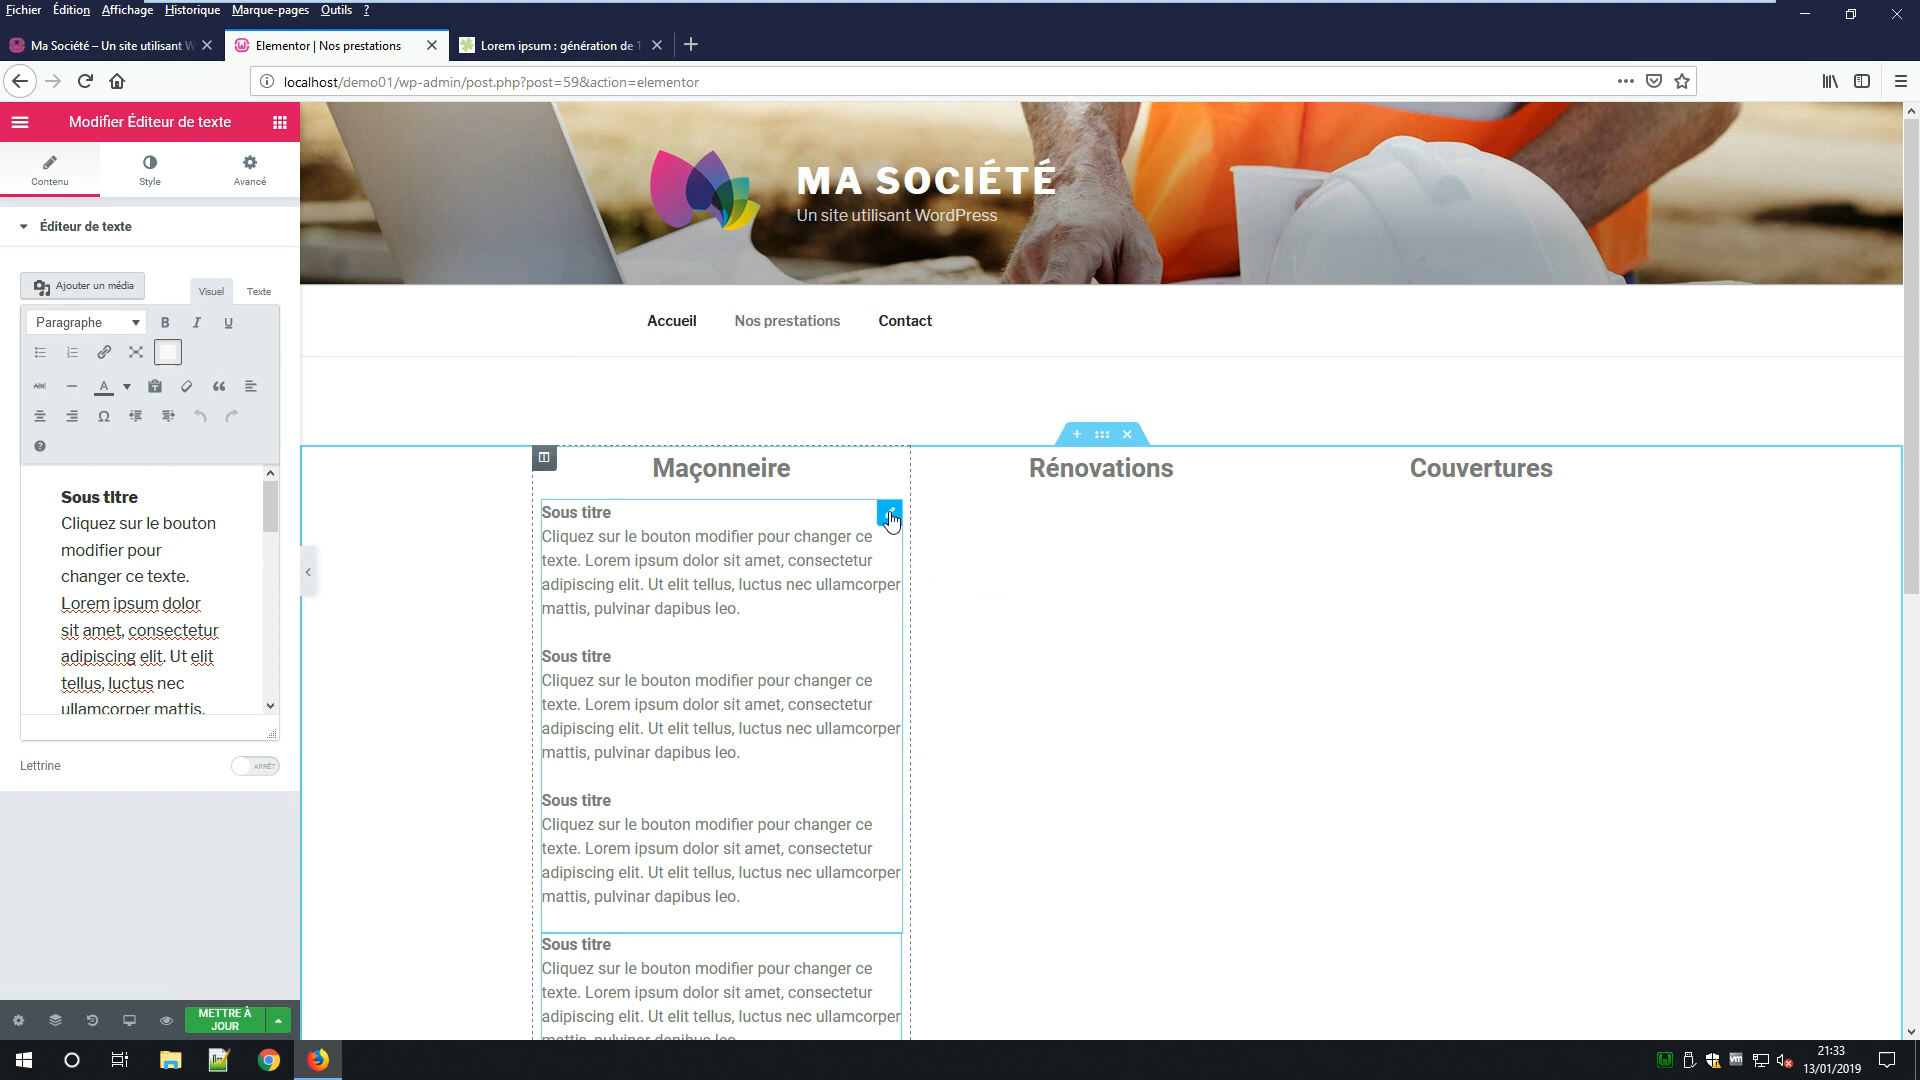 Fichier Édition Affichage Historique Marque-pages Outils ?
Ma Société – Un site utilisant W
Elementor | Nos prestations
Lorem ipsum : génération de 1
localhost/demo01/wp-admin/post.php?post=59&action=elementor
Modifier Éditeur de texte
Contenu Style Avancé
Éditeur de texte
Ajouter un média
Visuel Texte
Paragraphe B I U
Sous titre
Cliquez sur le bouton
modifier pour
changer ce texte.
Lorem ipsum dolor
sit amet, consectetur
adipiscing elit. Ut elit
tellus, luctus nec
ullamcorper mattis.
Lettrine ARRÊT
METTRE À
JOUR
MA SOCIÉTÉ
Un site utilisant WordPress
Accueil Nos prestations Contact
Maçonneire Rénovations Couvertures
Sous titre
Cliquez sur le bouton modifier pour changer ce
texte. Lorem ipsum dolor sit amet, consectetur
adipiscing elit. Ut elit tellus, luctus nec ullamcorper
mattis, pulvinar dapibus leo.
Sous titre
Cliquez sur le bouton modifier pour changer ce
texte. Lorem ipsum dolor sit amet, consectetur
adipiscing elit. Ut elit tellus, luctus nec ullamcorper
mattis, pulvinar dapibus leo.
Sous titre
Cliquez sur le bouton modifier pour changer ce
texte. Lorem ipsum dolor sit amet, consectetur
adipiscing elit. Ut elit tellus, luctus nec ullamcorper
mattis, pulvinar dapibus leo.
Sous titre
Cliquez sur le bouton modifier pour changer ce
texte. Lorem ipsum dolor sit amet, consectetur
adipiscing elit. Ut elit tellus, luctus nec ullamcorper
mattis, pulvinar dapibus leo.
21:33
13/01/2019